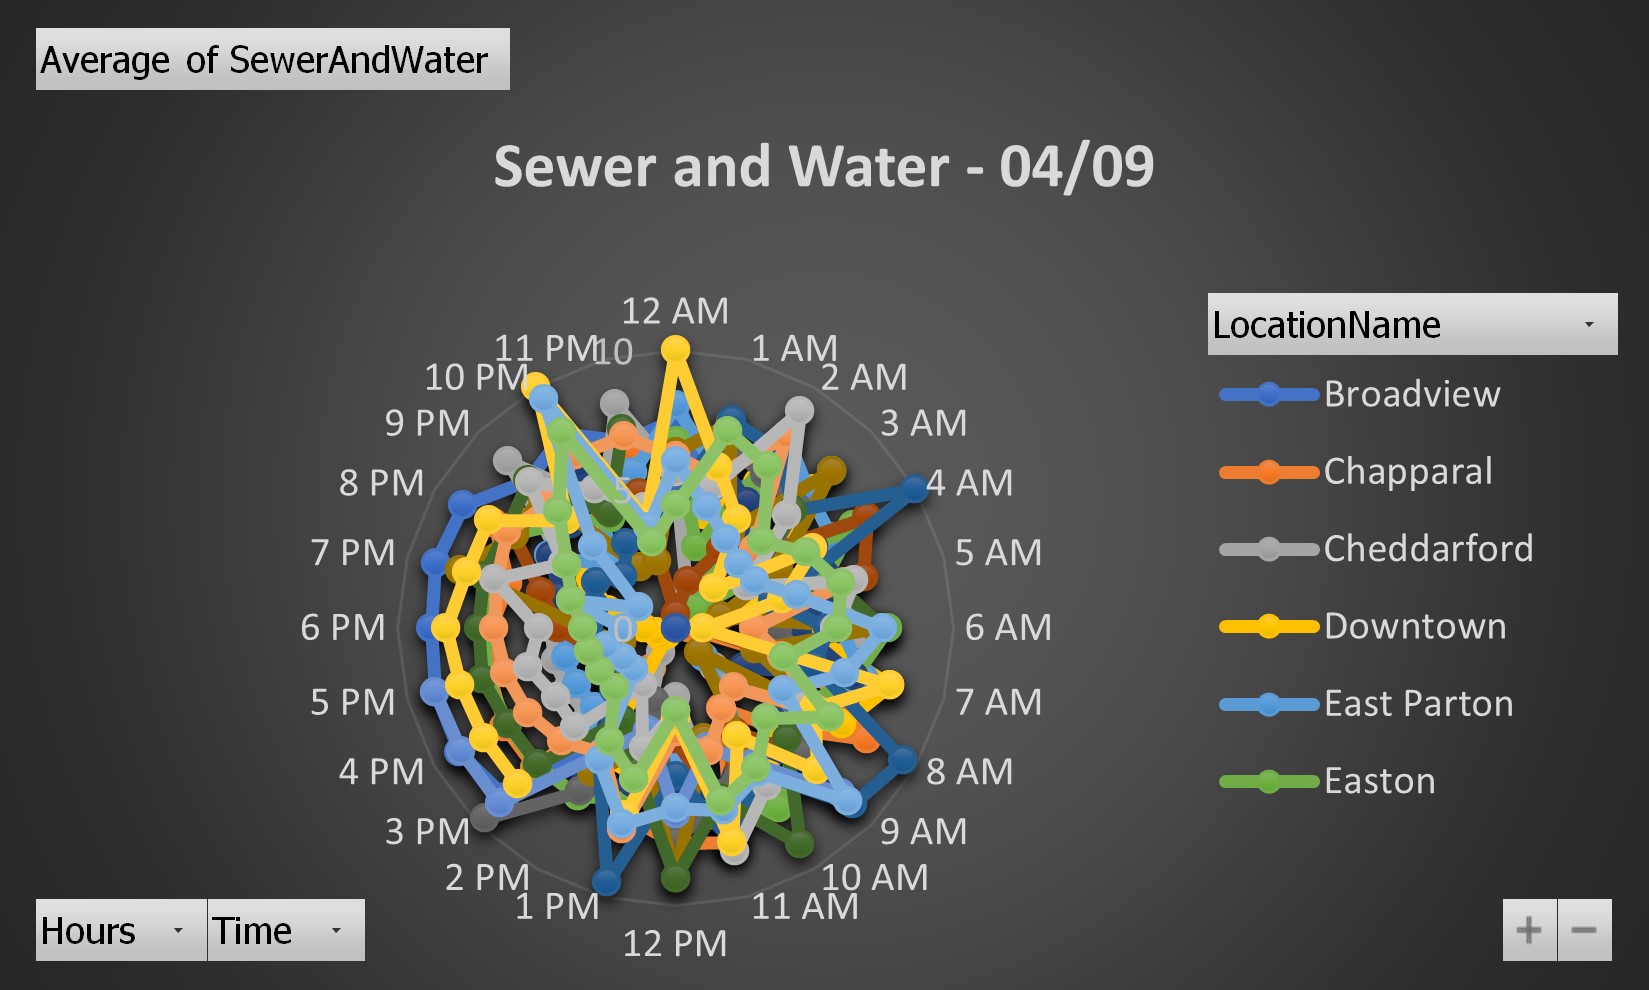 Average of SewerAndWater
Sewer and Water - 04/09
12 AM
1 AM
2 AM
3 AM
4 AM
5 AM
6 AM
7 AM
8 AM
9 AM
10 AM
11 AM
12 PM
1 PM
2 PM
3 PM
4 PM
5 PM
6 PM
7 PM
8 PM
9 PM
10 PM
11 PM
10
5
0
LocationName
Broadview
Chapparal
Cheddarford
Downtown
East Parton
Easton
Hours Time
+ −